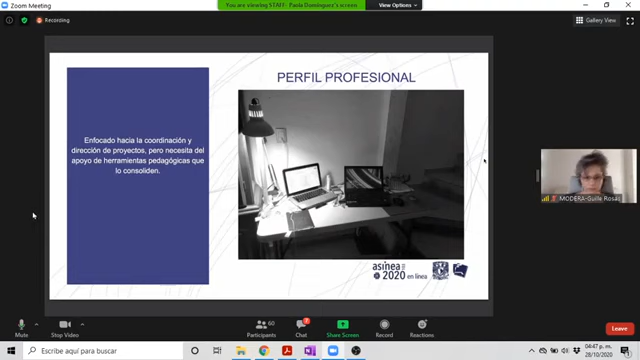 Zoom Meeting
You are viewing STAFF- Paola Dominguez's screen
View Options
Recording
Gallery View
PERFIL PROFESIONAL
Enfocado hacia la coordinación y
dirección de proyectos, pero necesita del
apoyo de herramientas pedagógicas que
lo consoliden.
asinea
2020 en línea
MODERA-Guille Rosas
Mute
Stop Video
Participants
60
Chat
Share Screen
Record
Reactions
Leave
Escribe aquí para buscar
04:47 p. m.
28/10/2020